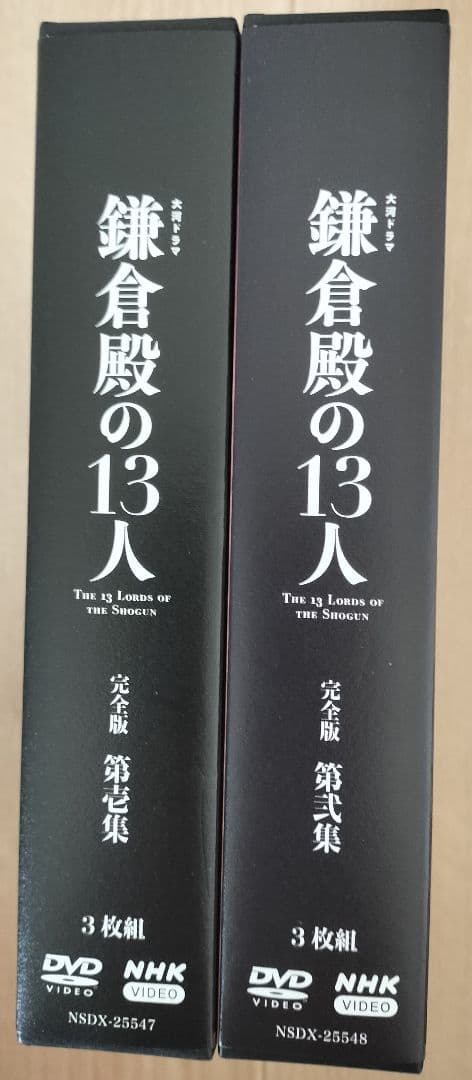 大河ドラマ
鎌倉殿の13人
THE 13 LORDS OF
THE SHOGUN
完全版 第壱集
3枚組
DVD
VIDEO
NHK
VIDEO
NSDX-25547
大河ドラマ
鎌倉殿の13人
THE 13 LORDS OF
THE SHOGUN
完全版 第弐集
3枚組
DVD
VIDEO
NHK
VIDEO
NSDX-25548